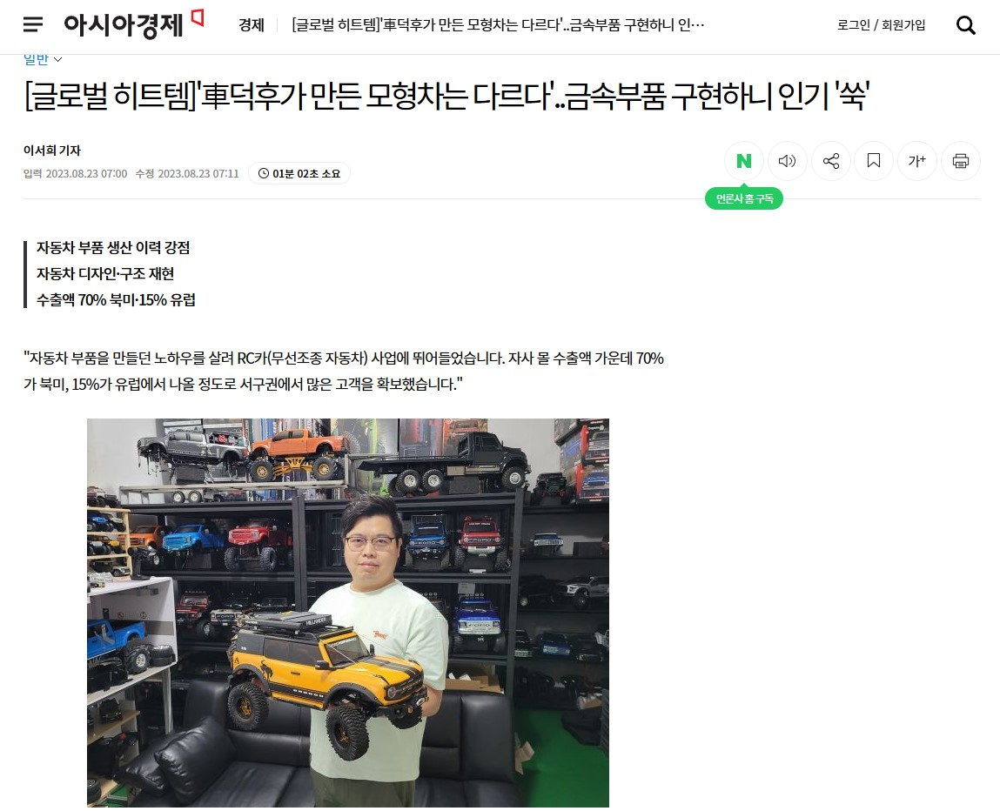 아시아경제
경제
[글로벌 히트템]'車덕후가 만든 모형차는 다르다'..금속부품 구현하니 인…
로그인 / 회원가입
일반
[글로벌 히트템]'車덕후가 만든 모형차는 다르다'..금속부품 구현하니 인기 '쑥'
이서희 기자
입력 2023.08.23 07:00 수정 2023.08.23 07:11 01분 02초 소요
N
가+
언론사 홈 구독
자동차 부품 생산 이력 강점
자동차 디자인·구조 재현
수출액 70% 북미·15% 유럽
"자동차 부품을 만들던 노하우를 살려 RC카(무선조종 자동차) 사업에 뛰어들었습니다. 자사 몰 수출액 가운데 70%
가 북미, 15%가 유럽에서 나올 정도로 서구권에서 많은 고객을 확보했습니다."
FORD
FORD
FORD